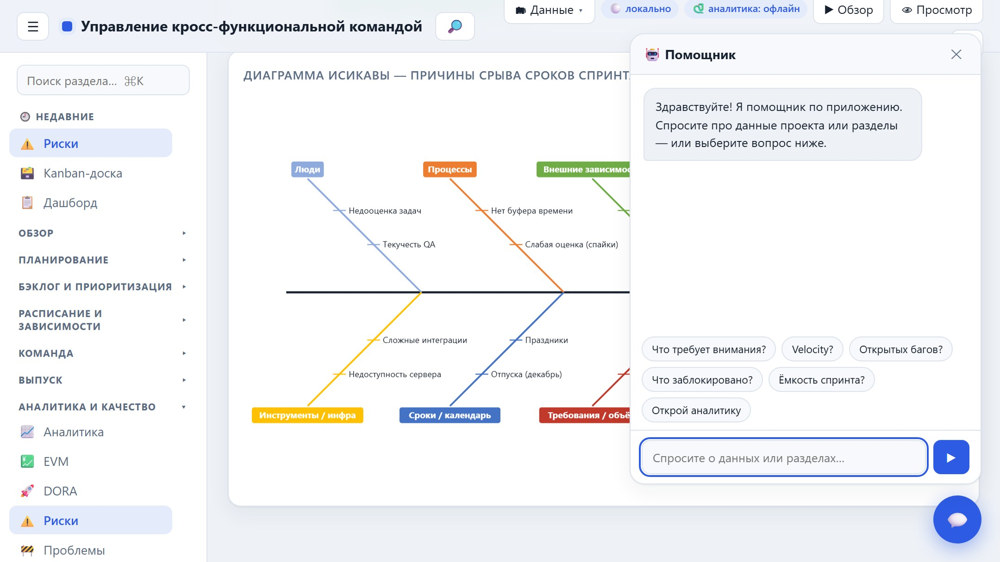 Управление кросс-функциональной командой
Данные
локально
аналитика: офлайн
Обзор
Просмотр
Поиск раздела... ⌘K
НЕДАВНИЕ
Риски
Kanban-доска
Дашборд
ОБЗОР
ПЛАНИРОВАНИЕ
БЭКЛОГ И ПРИОРИТИЗАЦИЯ
РАСПИСАНИЕ И
ЗАВИСИМОСТИ
КОМАНДА
ВЫПУСК
АНАЛИТИКА И КАЧЕСТВО
Аналитика
EVM
DORA
Риски
Проблемы
ДИАГРАММА ИСИКАВЫ — ПРИЧИНЫ СРЫВА СРОКОВ СПРИНТ
Люди
Процессы
Внешние зависимос
Недооценка задач
Нет буфера времени
Текучесть QA
Слабая оценка (спайки)
Сложные интеграции
Праздники
Недоступность сервера
Отпуска (декабрь)
Инструменты / инфра
Сроки / календарь
Требования / объё
Помощник
Здравствуйте! Я помощник по приложению.
Спросите про данные проекта или разделы
— или выберите вопрос ниже.
Что требует внимания?
Velocity?
Открытых багов?
Что заблокировано?
Ёмкость спринта?
Открой аналитику
Спросите о данных или разделах...